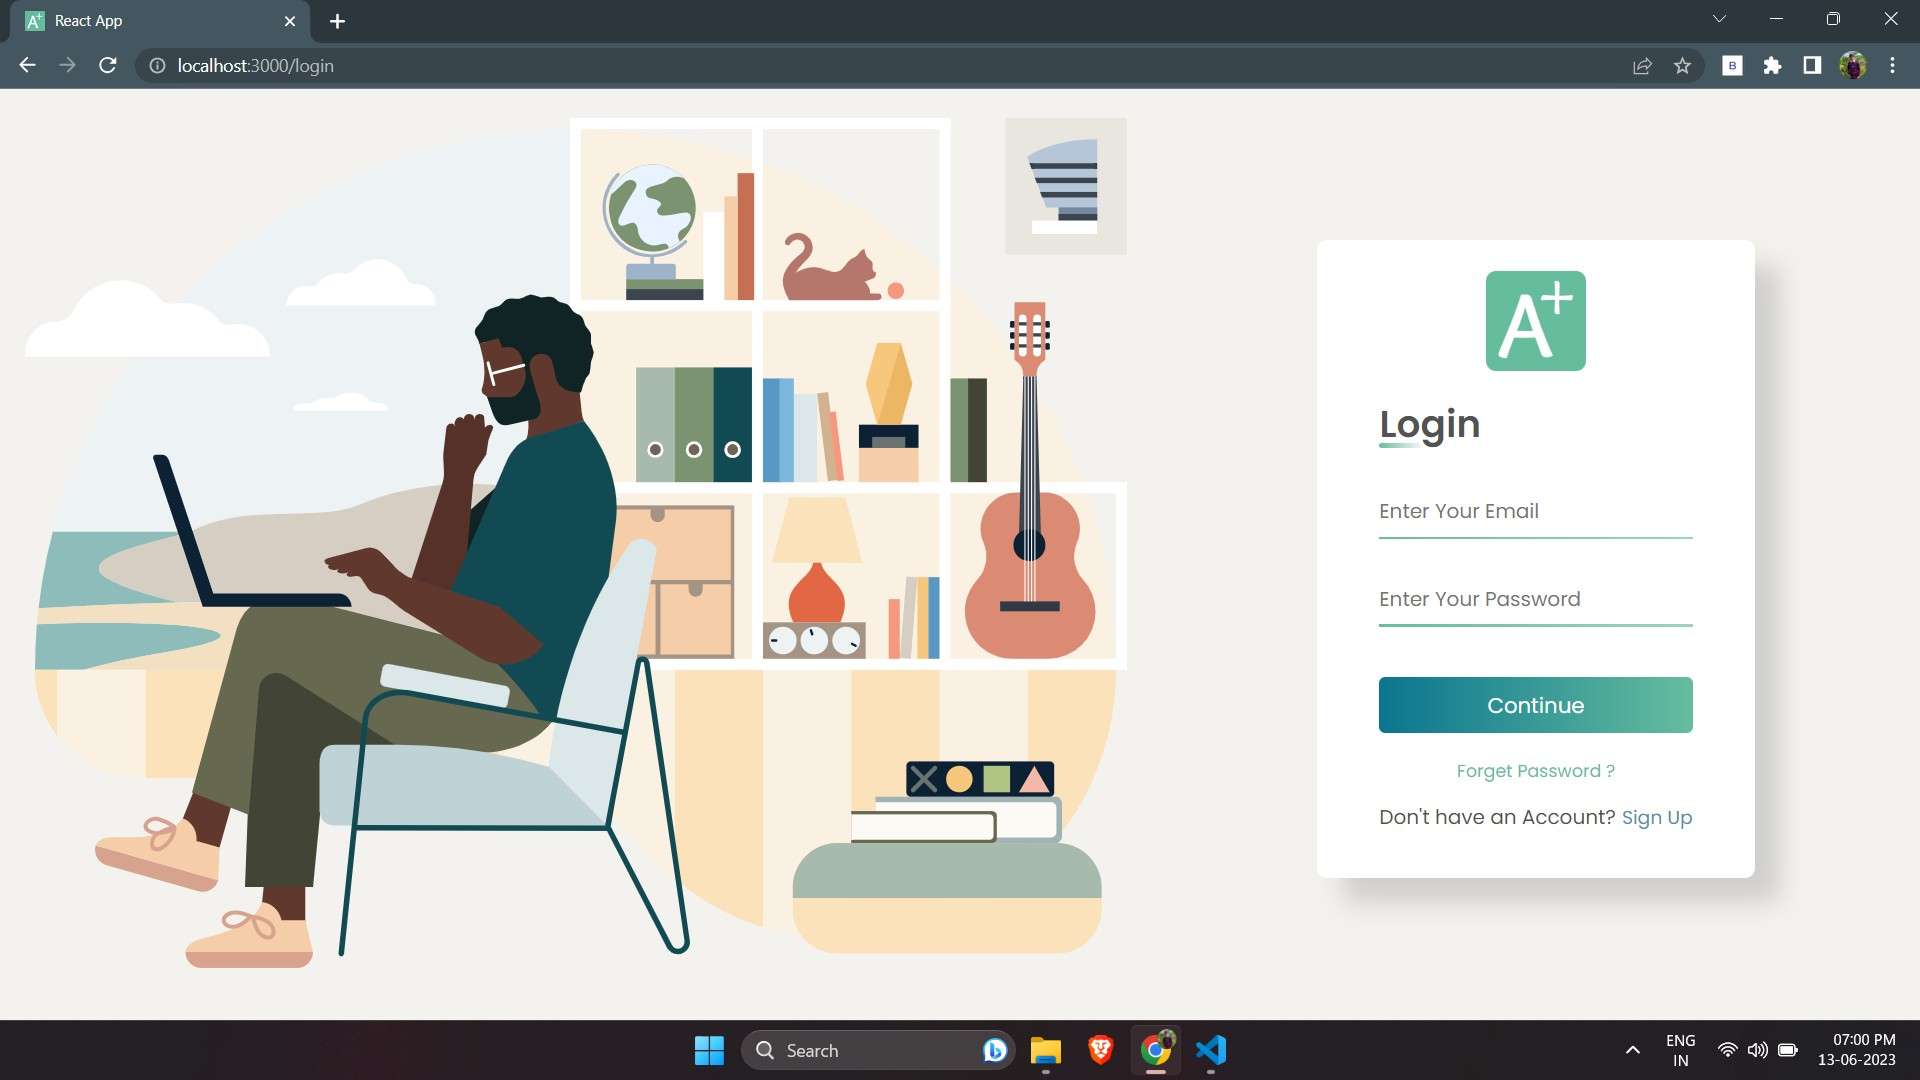 A+ React App
localhost:3000/login
B
A+
Login
Enter Your Email
Enter Your Password
Continue
Forget Password ?
Don't have an Account? Sign Up
Search
ENG
IN
07:00 PM
13-06-2023